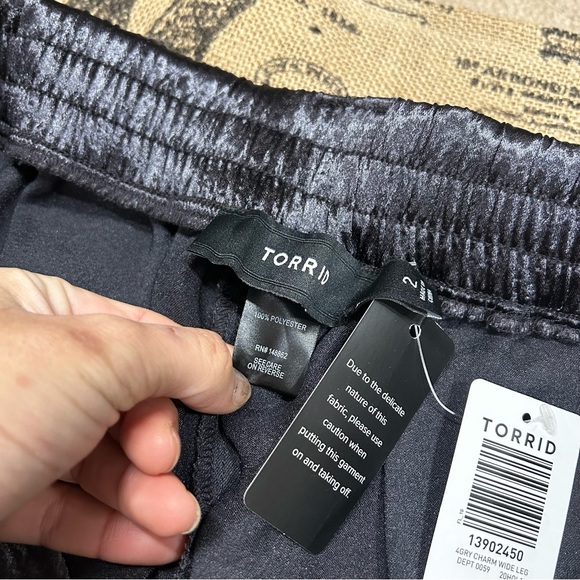 TORRID
2
100% POLYESTER
RN# 148982
SEE CARE
ON REVERSE
Due to the delicate
nature of this
fabric, please use
caution when
putting this garment
on and taking off.
TORRID
13902450
4GRY CHARM WIDE LEG
DEPT 0059